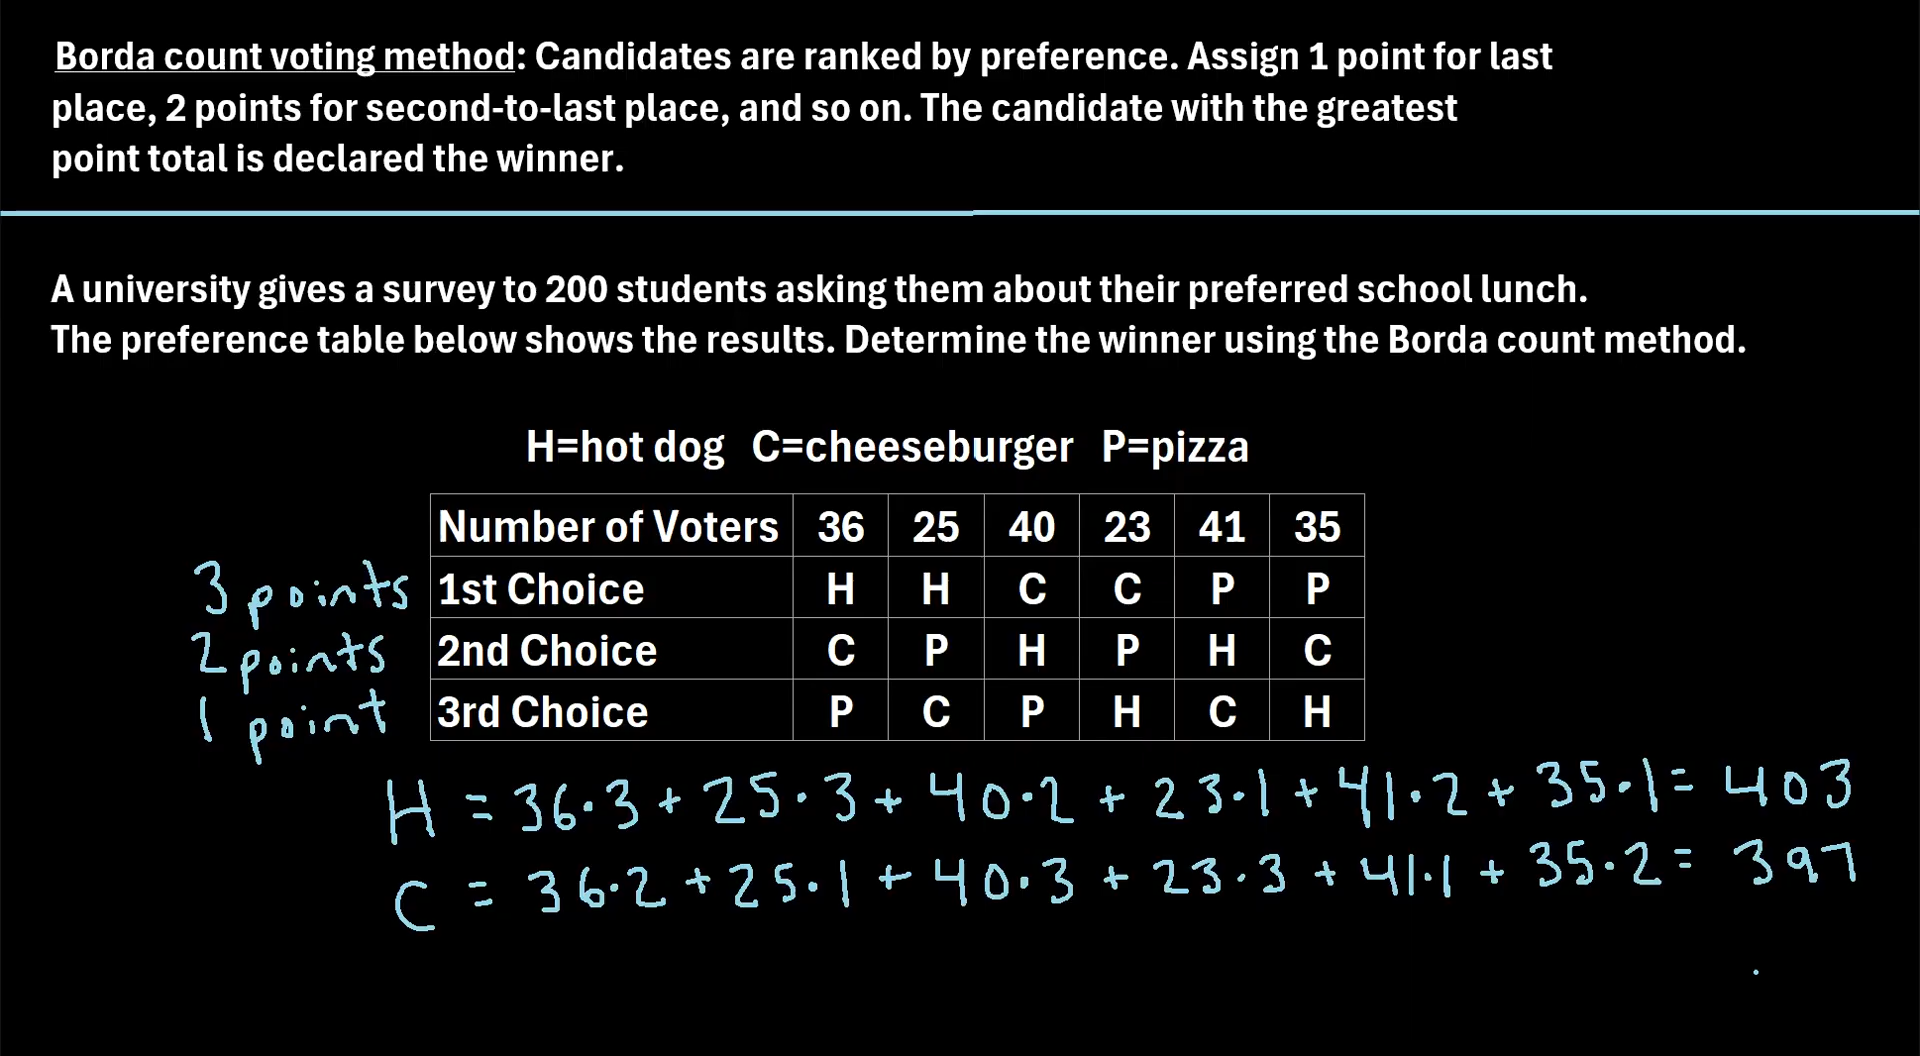 Borda count voting method: Candidates are ranked by preference. Assign 1 point for last
place, 2 points for second-to-last place, and so on. The candidate with the greatest
point total is declared the winner.
A university gives a survey to 200 students asking them about their preferred school lunch.
The preference table below shows the results. Determine the winner using the Borda count method.
H=hot dog C=cheeseburger P=pizza
Number of Voters 36 25 40 23 41 35
3 points 1st Choice H H C C P P
2 points 2nd Choice C P H P H C
1 point 3rd Choice P C P H C H
H = 36·3 + 25·3 + 40·2 + 23·1 + 41·2 + 35·1 = 403
C = 36·2 + 25·1 + 40·3 + 23·3 + 41·1 + 35·2 = 397